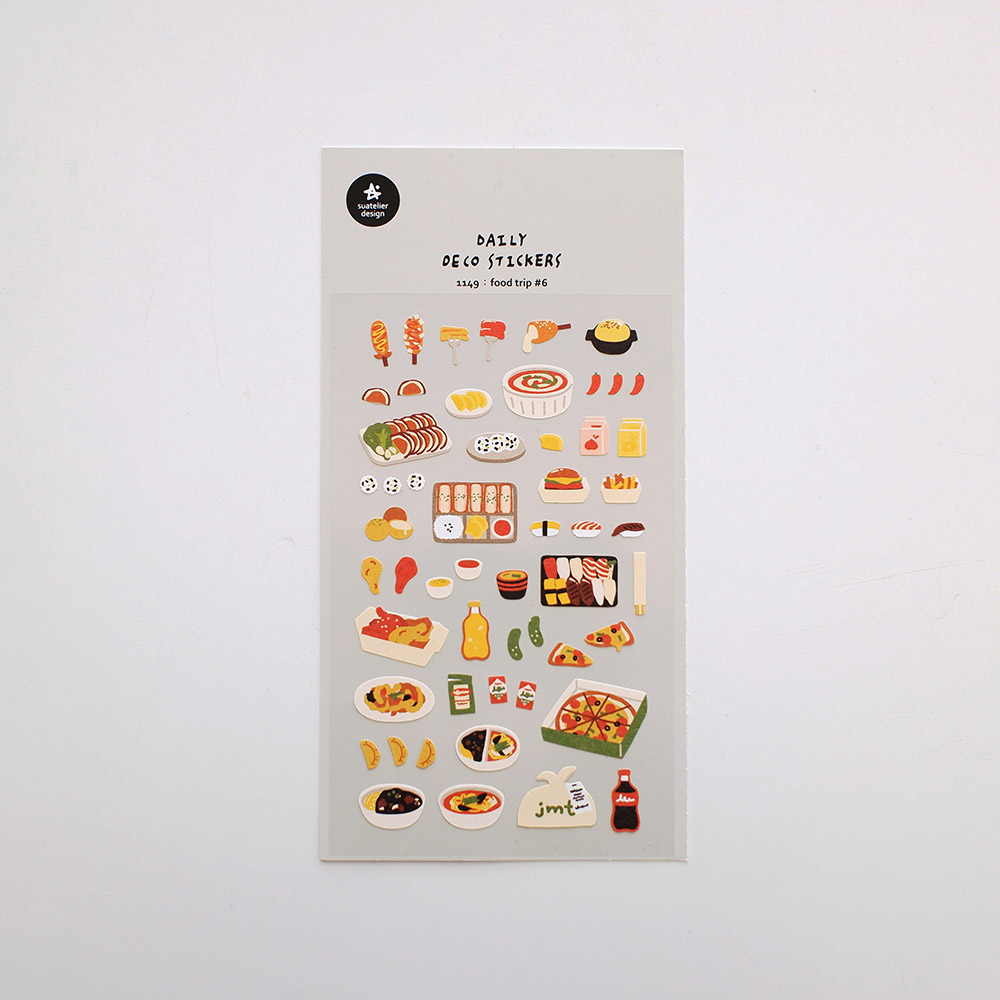 suatelier
design
DAILY
DECO STICKERS
1149 : food trip #6
jmt